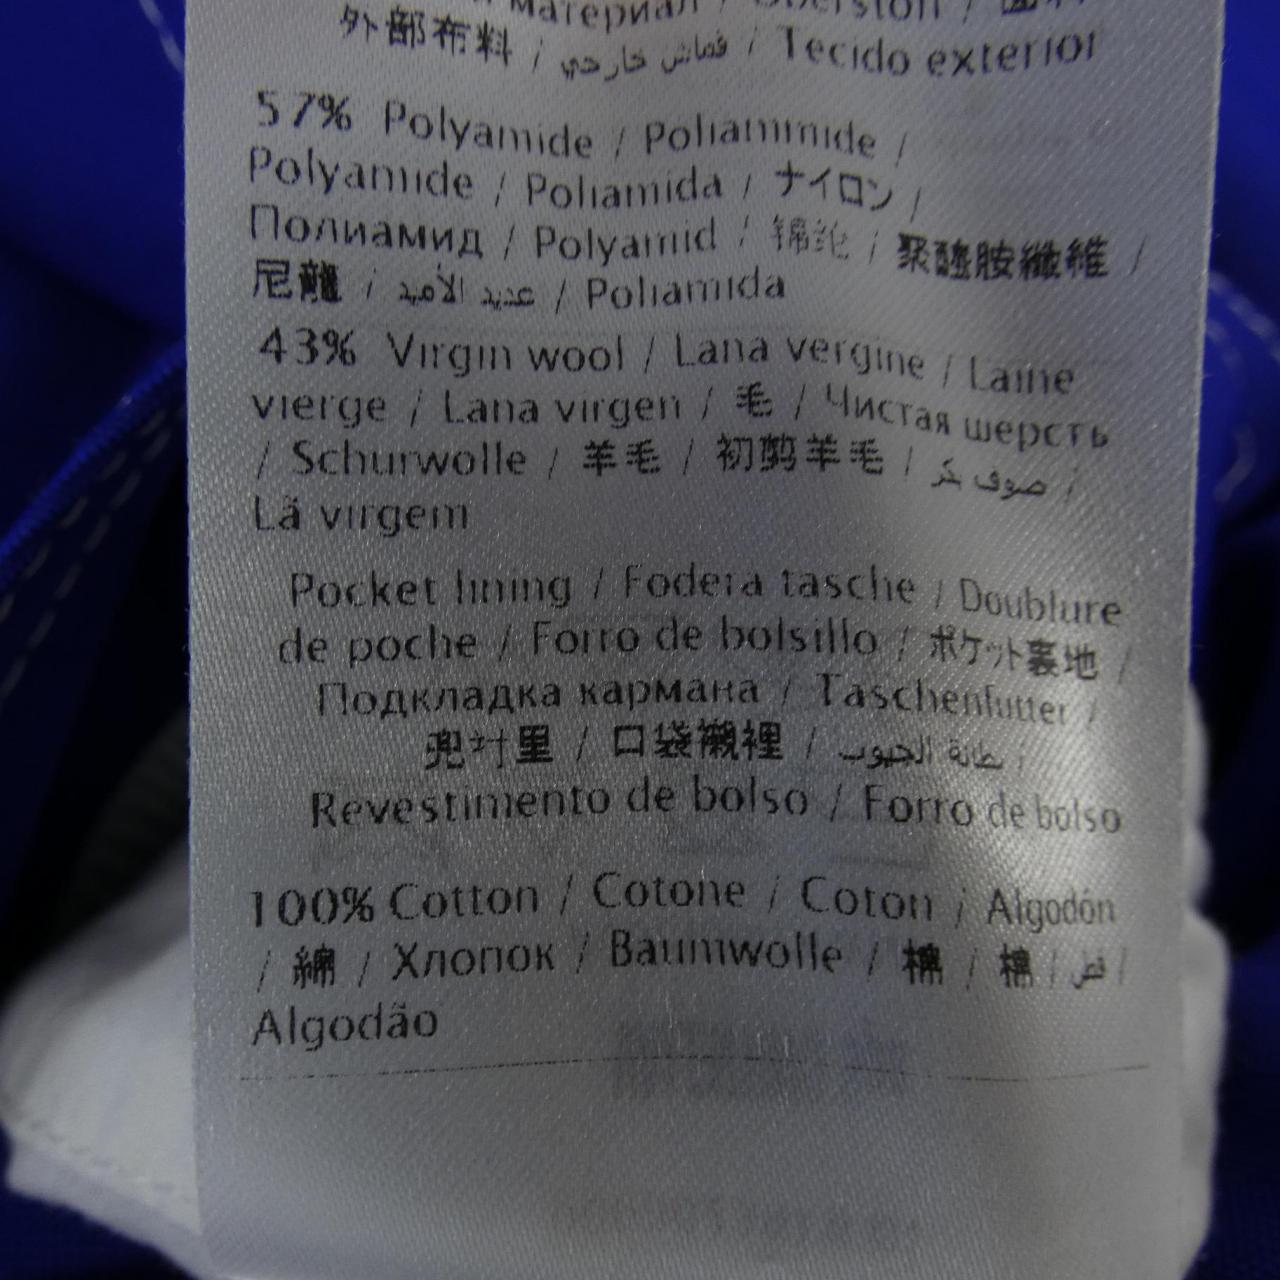 материал / Oberstoff / 面料
外部布料 / قماش خارجي / Tecido exterior
57% Polyamide / Poliammide /
Polyamide / Poliamida / ナイロン /
Полиамид / Polyamid / 锦纶 / 聚醯胺纖維 /
尼龍 / عديد الأميد / Poliamida
43% Virgin wool / Lana vergine / Laine
vierge / Lana virgen / 毛 / Чистая шерсть
/ Schurwolle / 羊毛 / 初剪羊毛 / صوف بكر /
Lã virgem
Pocket lining / Fodera tasche / Doublure
de poche / Forro de bolsillo / ポケット裏地 /
Подкладка кармана / Taschenfutter /
兜衬里 / 口袋襯裡 / بطانة الجيوب /
Revestimento de bolso / Forro de bolso
100% Cotton / Cotone / Coton / Algodón
/ 綿 / Хлопок / Baumwolle / 棉 / 棉 / قطن /
Algodão